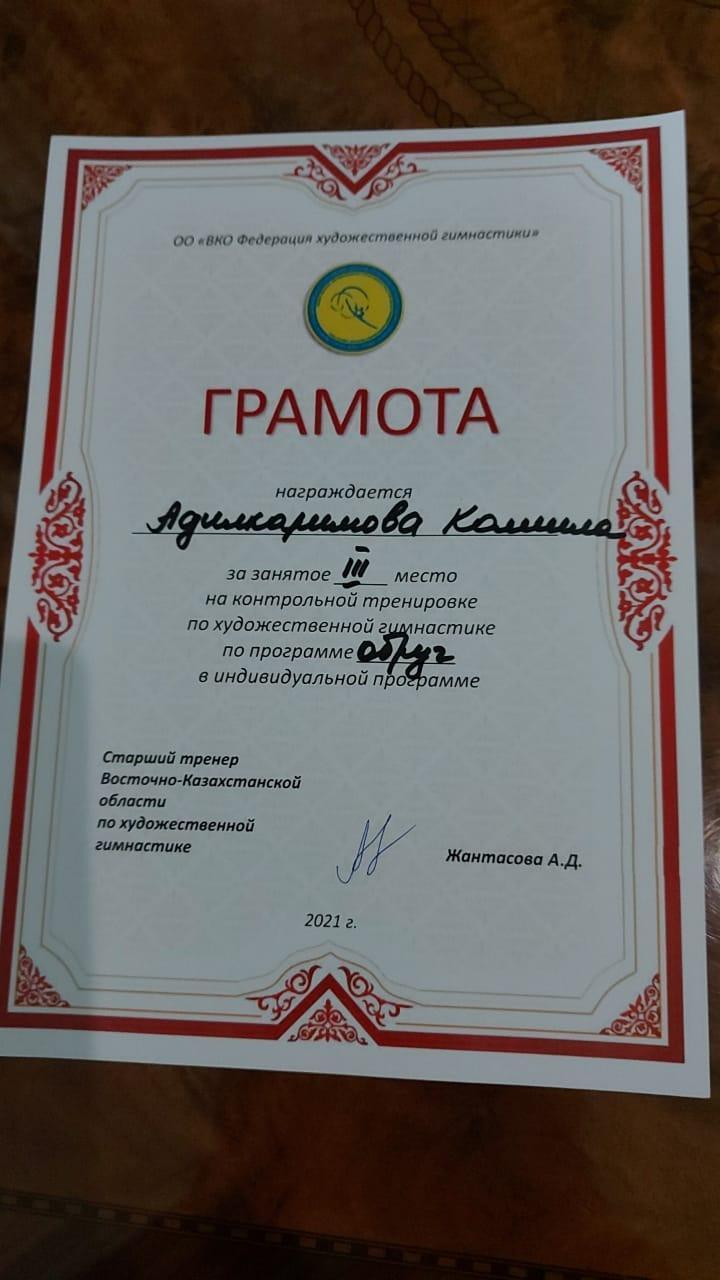 ОО «ВКО Федерация художественной гимнастики»
ГРАМОТА
награждается
Адилкаримова Камила
за занятое III место
на контрольной тренировке
по художественной гимнастике
по программе обруч
в индивидуальной программе
Старший тренер
Восточно-Казахстанской
области
по художественной
гимнастике
Жантасова А.Д.
2021 г.